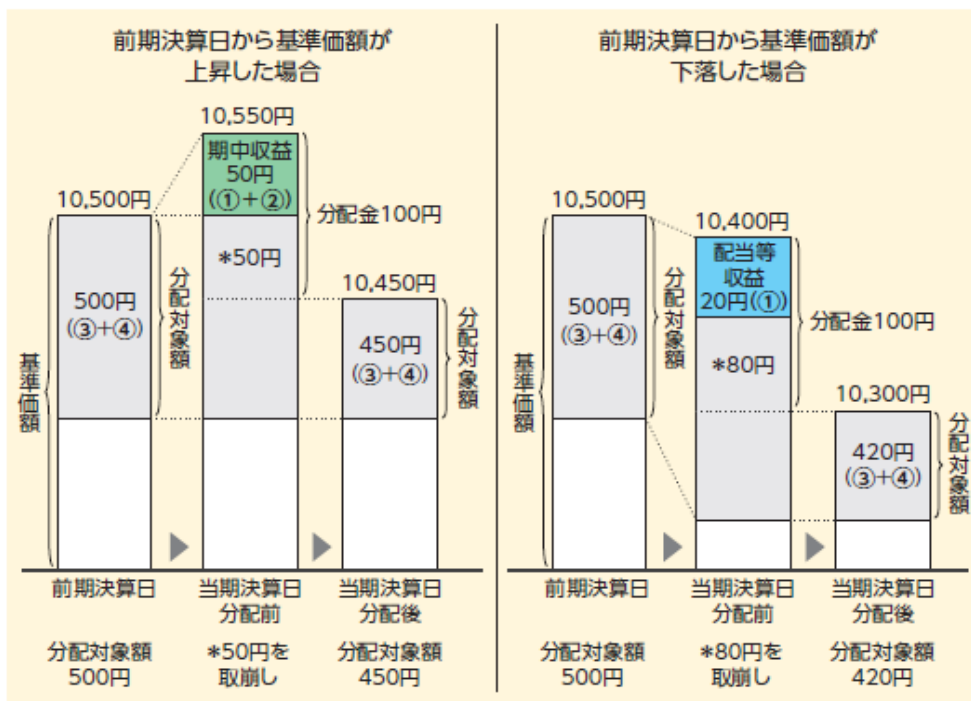 前期決算日から基準価額が
上昇した場合
10,550円
期中収益
50円
(①+②)
10,500円
分配金100円
*50円
10,450円
500円
(③+④)
分配対象額
450円
(③+④)
分配対象額
基準価額
前期決算日
当期決算日
分配前
当期決算日
分配後
分配対象額
500円
*50円を
取崩し
分配対象額
450円
前期決算日から基準価額が
下落した場合
10,500円
10,400円
配当等
収益
20円(①)
500円
(③+④)
分配対象額
分配金100円
*80円
10,300円
基準価額
420円
(③+④)
分配対象額
前期決算日
当期決算日
分配前
当期決算日
分配後
分配対象額
500円
*80円を
取崩し
分配対象額
420円